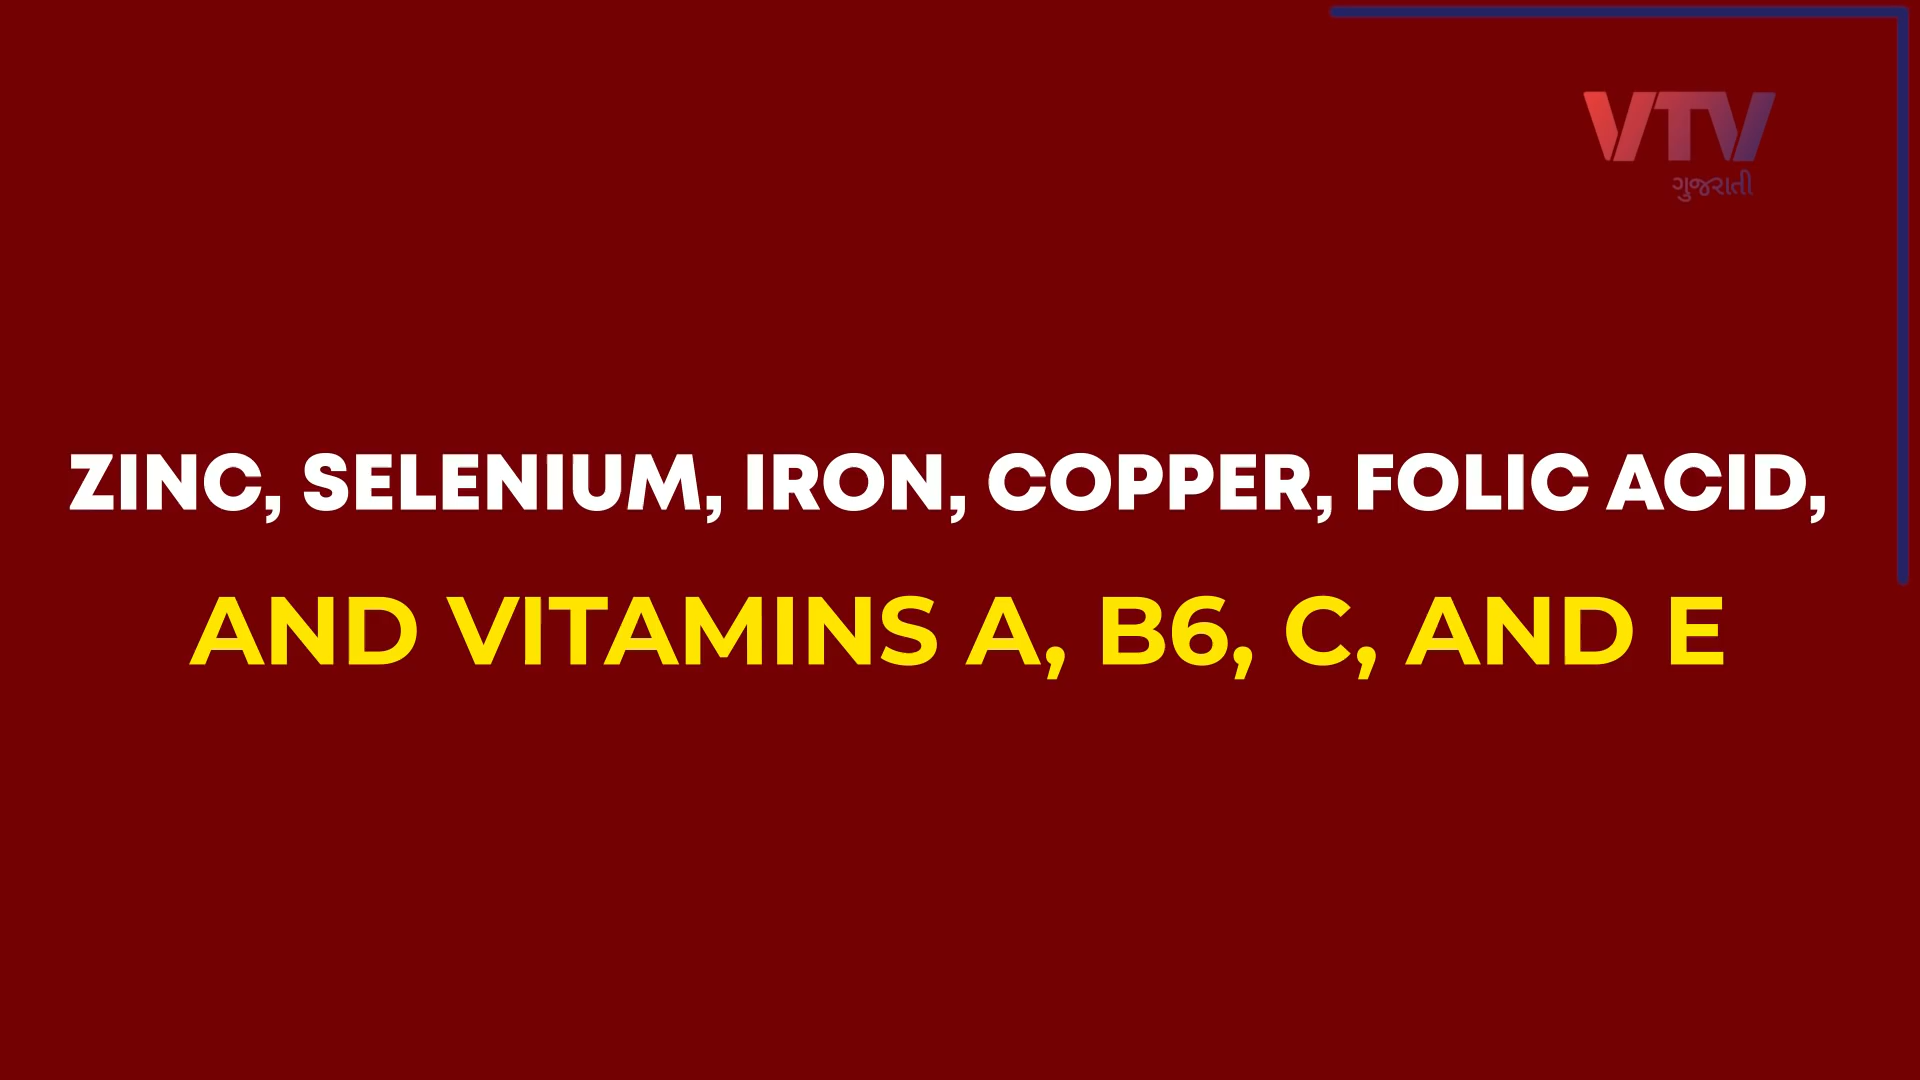 VTV
ગુજરાતી
ZINC, SELENIUM, IRON, COPPER, FOLIC ACID,
AND VITAMINS A, B6, C, AND E